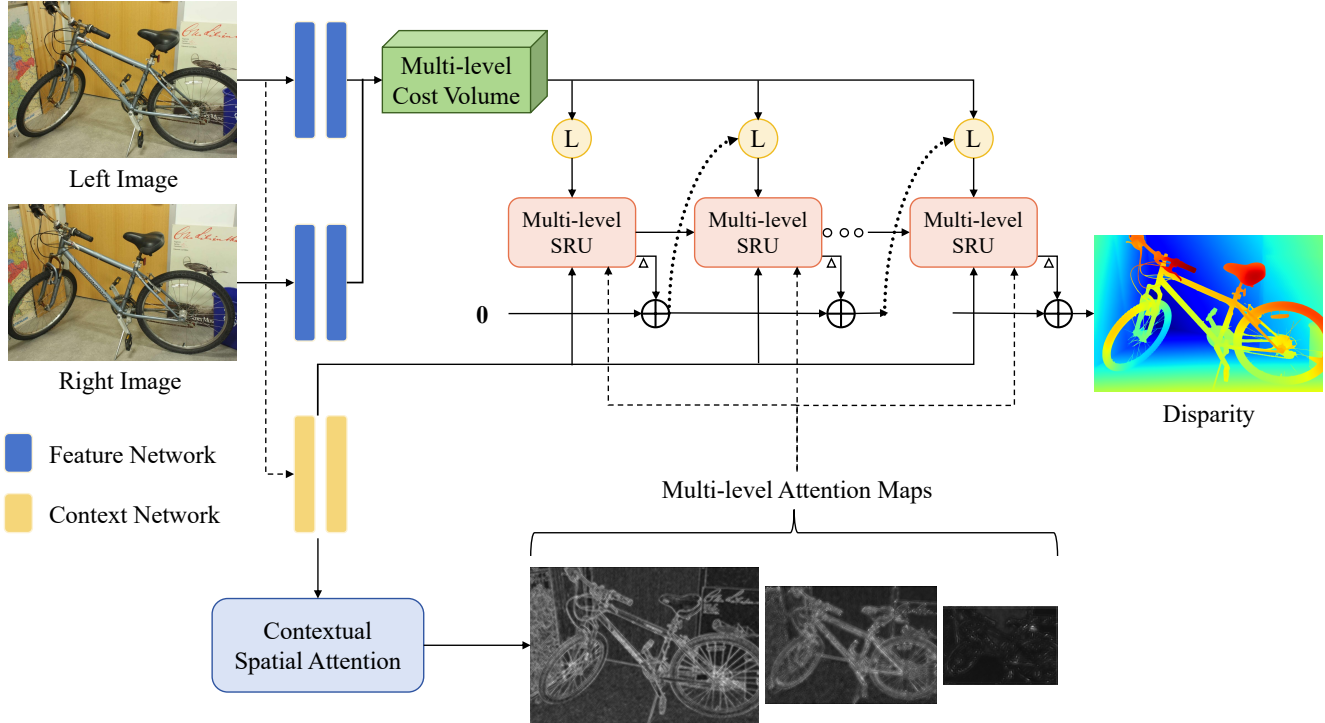 Left Image
Right Image
Feature Network
Context Network
Multi-level
Cost Volume
L
L
L
Multi-level
SRU
Multi-level
SRU
Multi-level
SRU
Δ
Δ
Δ
0
Disparity
Multi-level Attention Maps
Contextual
Spatial Attention